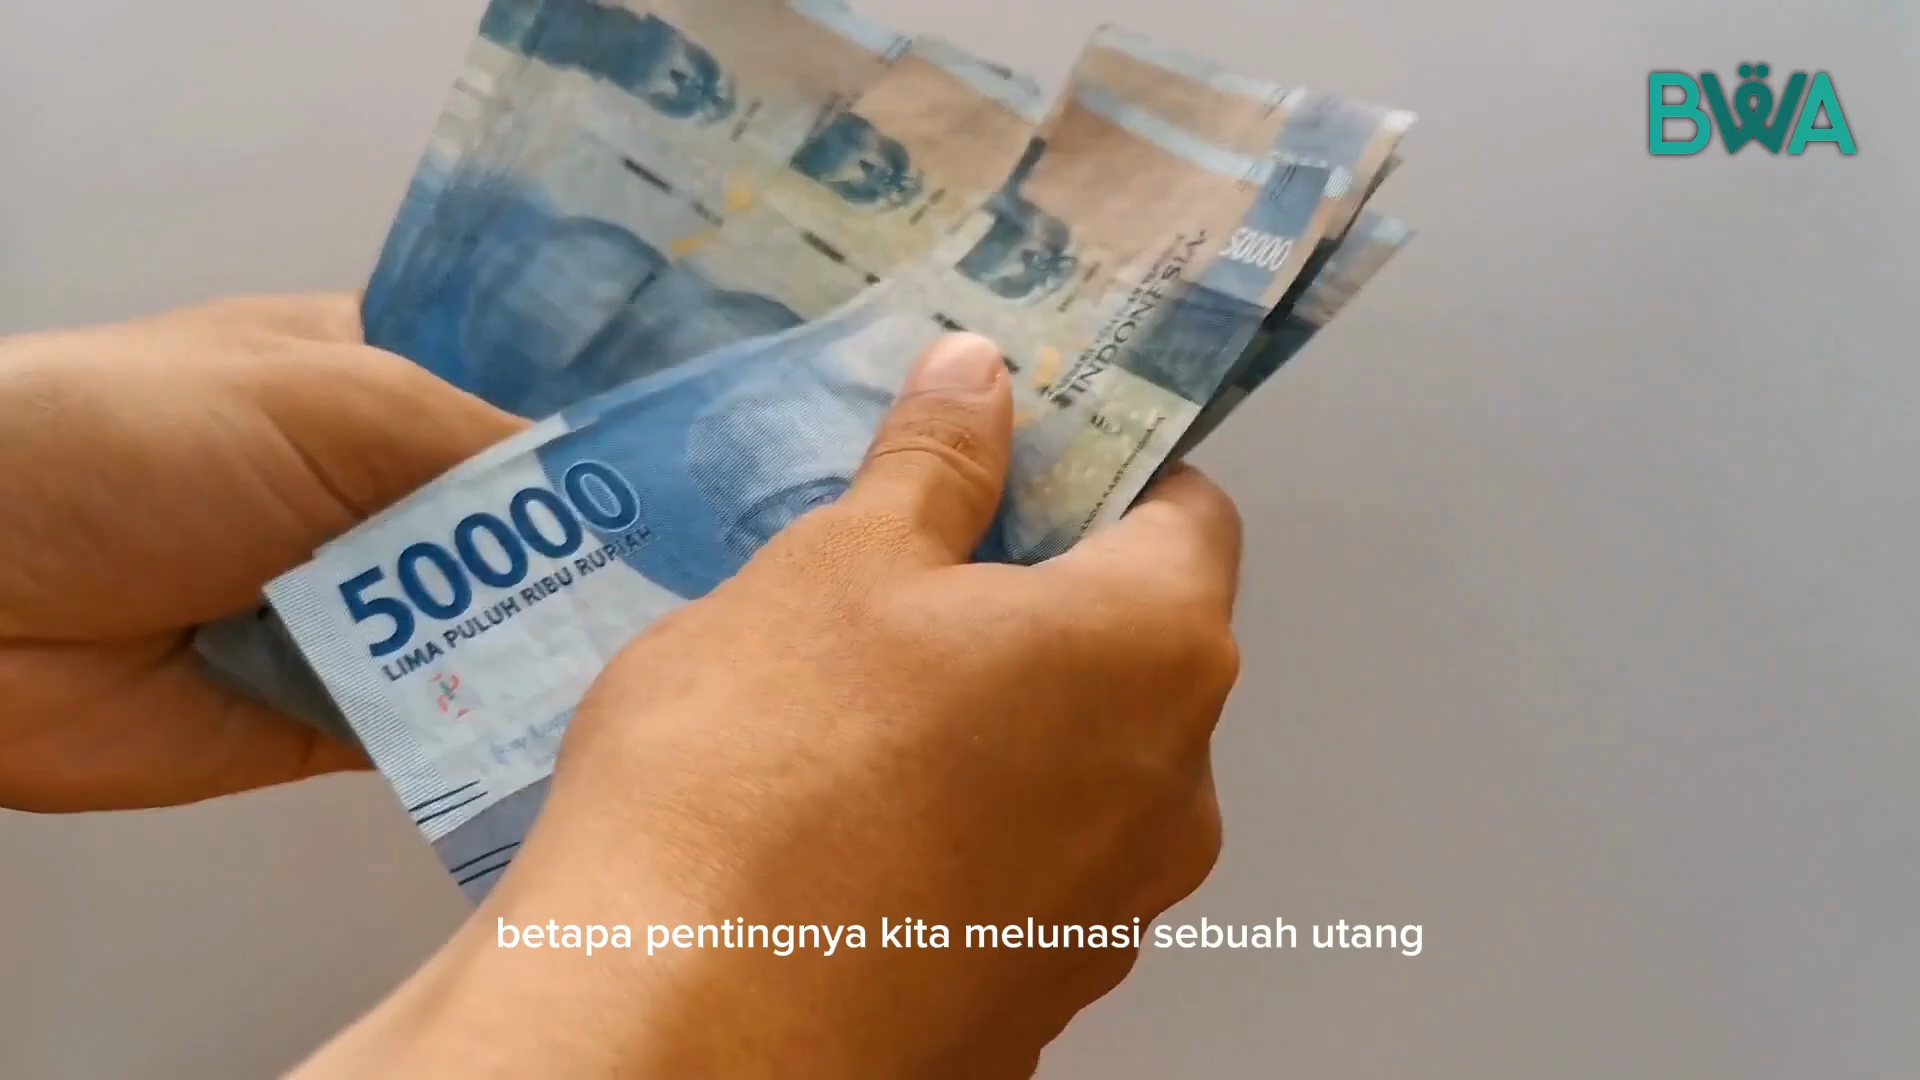 BWA
50000
INDONESIA
50000
LIMA PULUH RIBU RUPIAH
betapa pentingnya kita melunasi sebuah utang